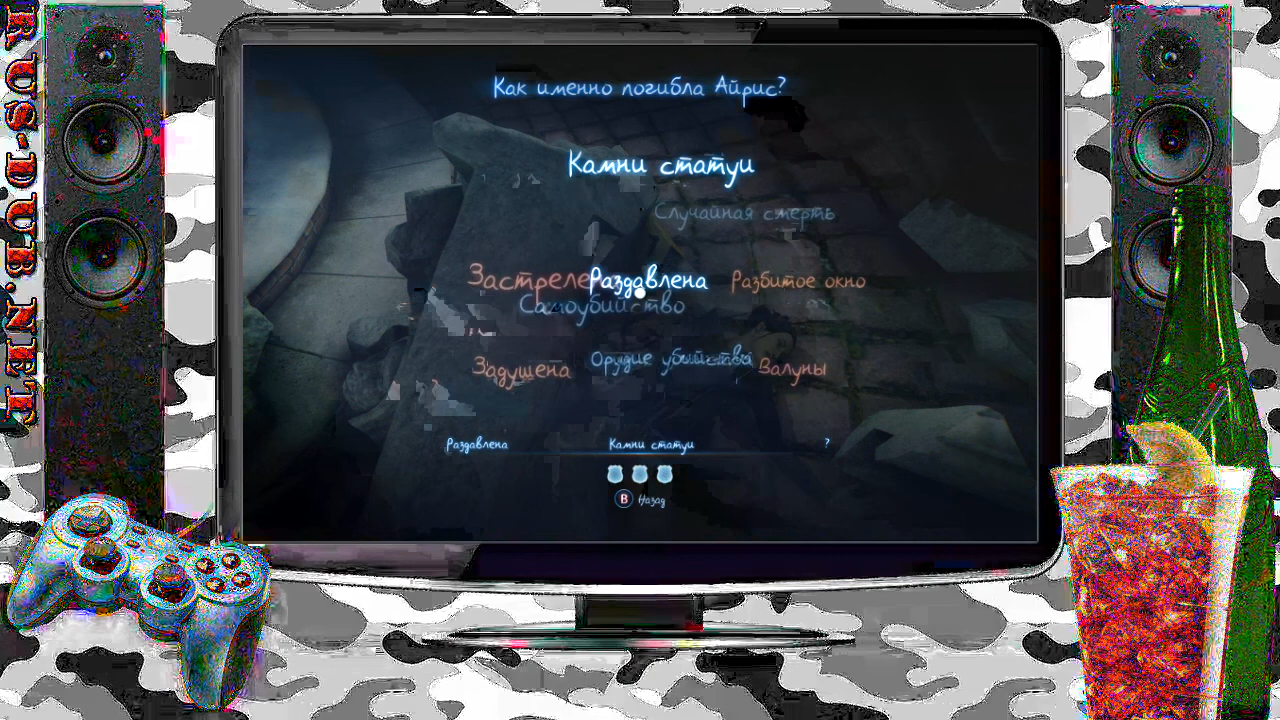 RUS-DUB.NET
Как именно погибла Айрис?
Камни статуи
Случайная смерть
Застреле Раздавлена Разбитое окно
Самоубийство
Задушена Орудие убийства Валуны
Раздавлена Камни статуи ?
B Назад